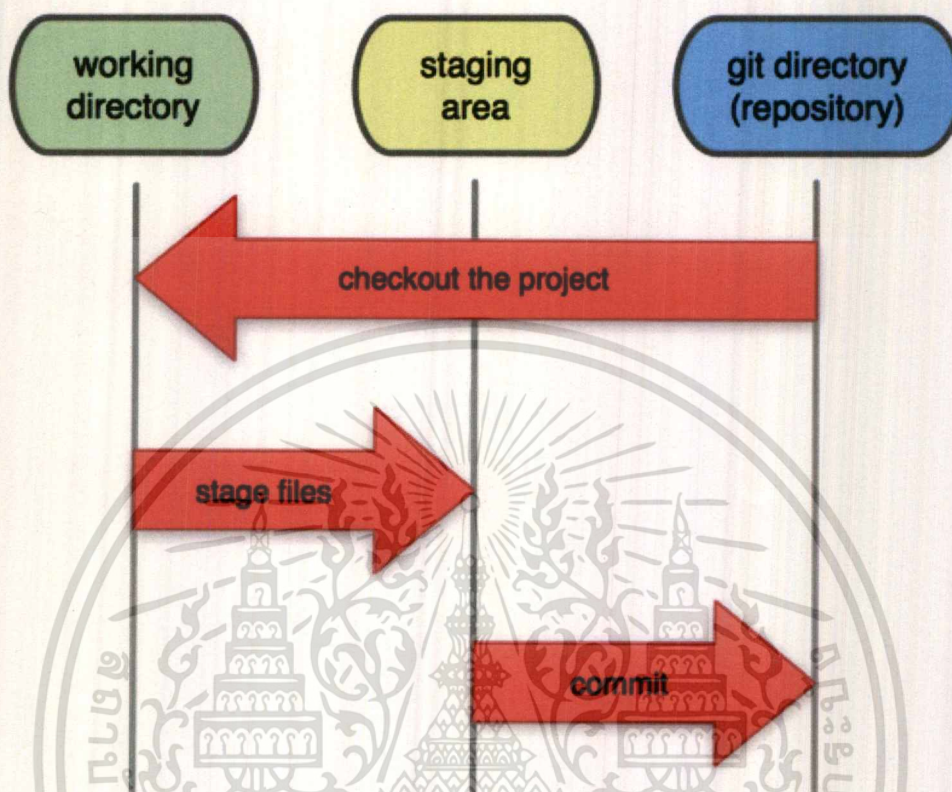 working
directory
staging
area
git directory
(repository)
checkout the project
stage files
commit